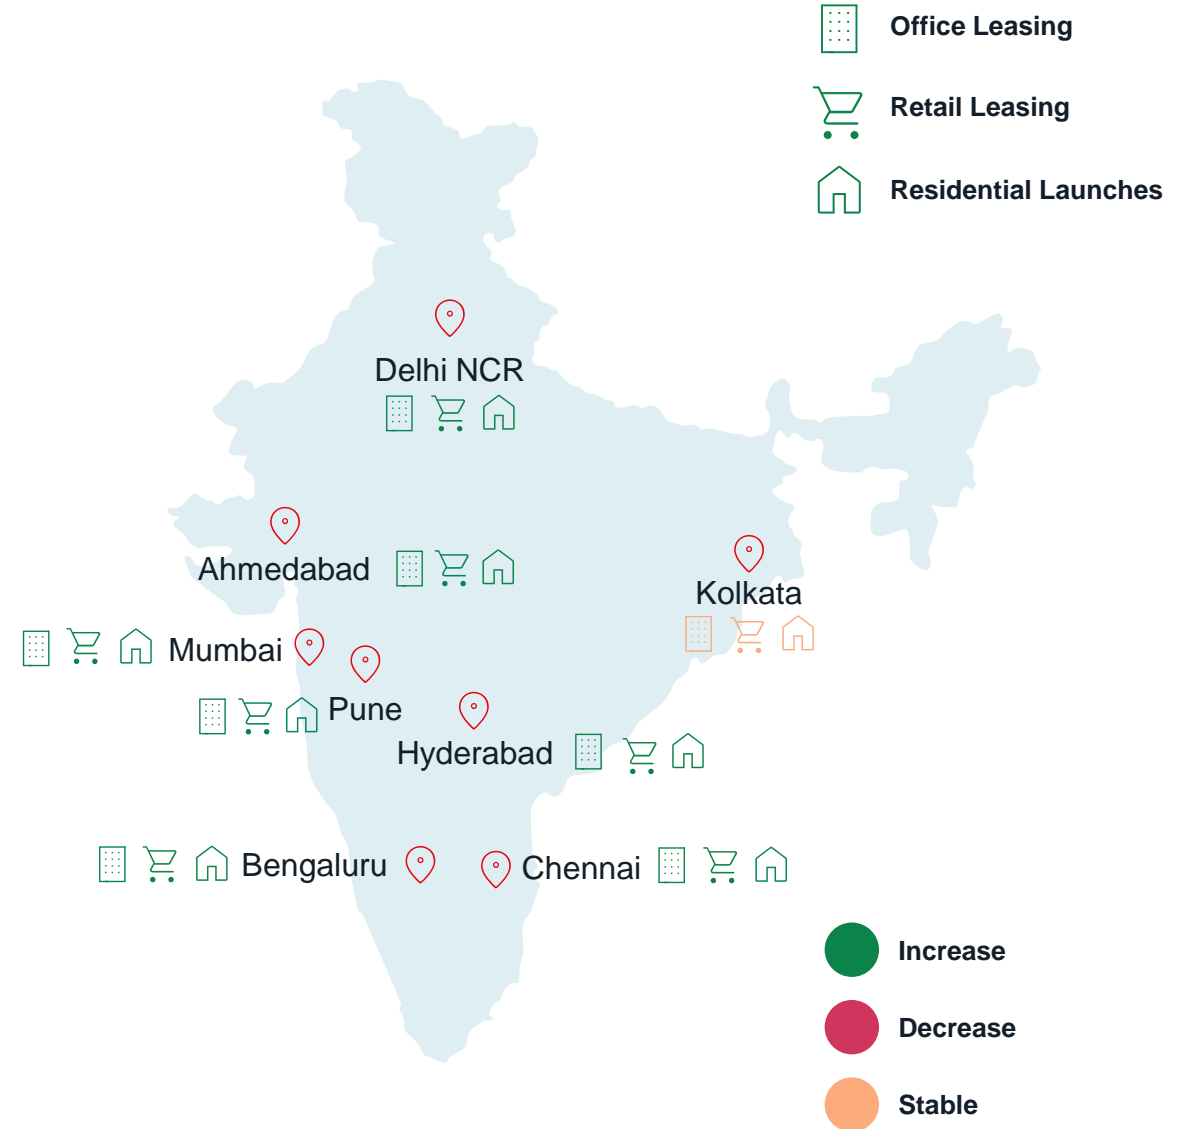 Office Leasing
Retail Leasing
Residential Launches
Delhi NCR
Ahmedabad
Kolkata
Mumbai
Pune
Hyderabad
Bengaluru
Chennai
Increase
Decrease
Stable